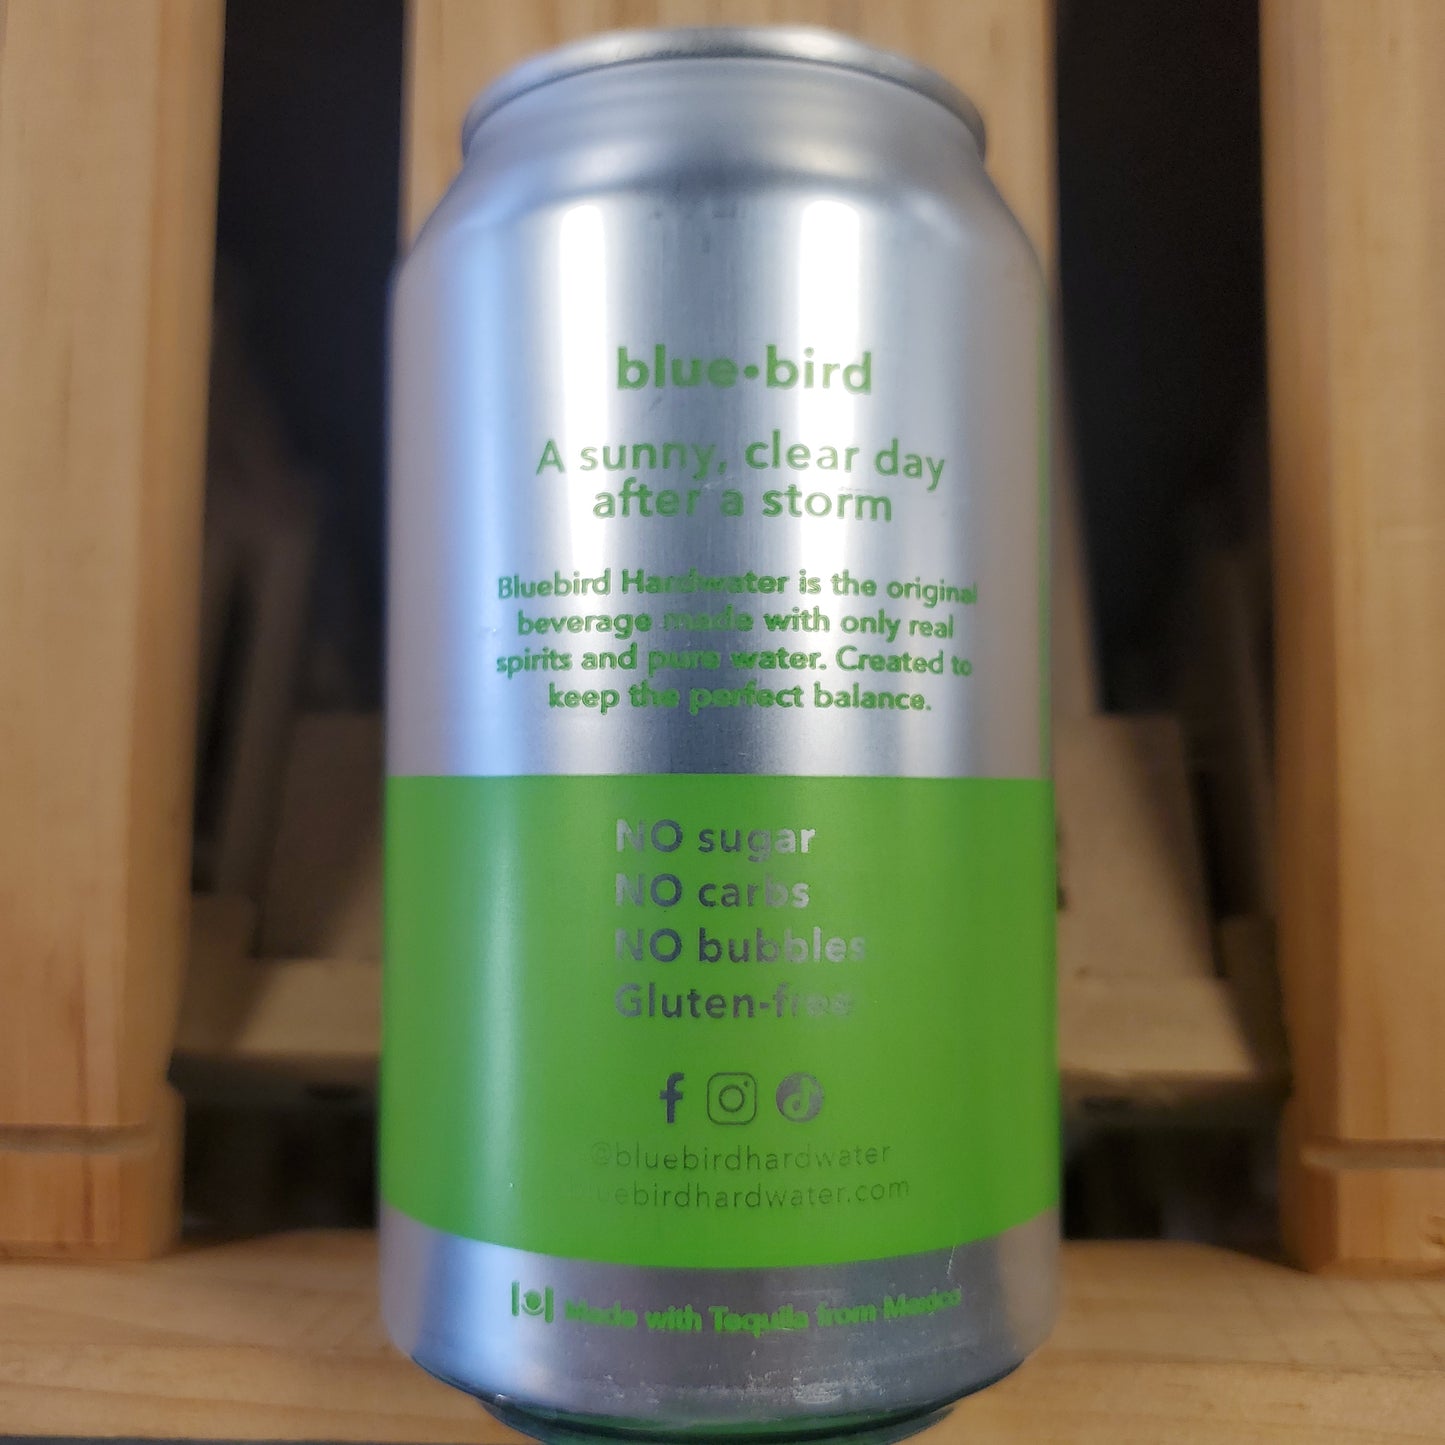 blue•bird
A sunny, clear day
after a storm
Bluebird Hardwater is the original
beverage made with only real
spirits and pure water. Created to
keep the perfect balance.
NO sugar
NO carbs
NO bubbles
Gluten-free
@bluebirdhardwater
bluebirdhardwater.com
Made with Tequila from Mexico